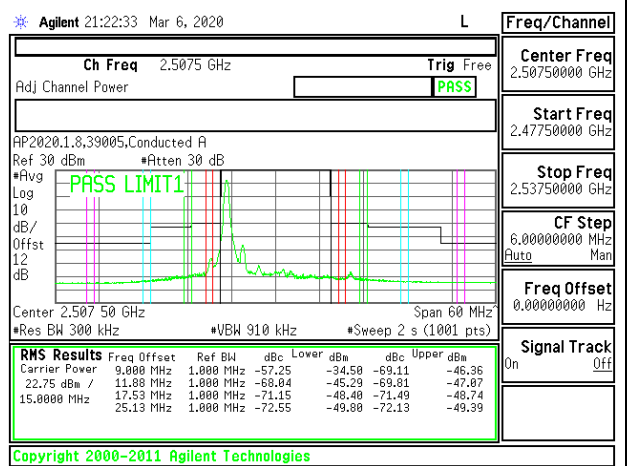 Agilent 21:22:33 Mar 6, 2020 L
Freq/Channel
Ch Freq 2.5075 GHz Trig Free
Adj Channel Power PASS
Center Freq
2.50750000 GHz
Start Freq
2.47750000 GHz
Stop Freq
2.53750000 GHz
CF Step
6.00000000 MHz
Auto Man
Freq Offset
0.00000000 Hz
Signal Track
On Off
AP2020.1.8,39005,Conducted A
Ref 30 dBm #Atten 30 dB
#Avg
Log
10
dB/
Offst
12
dB
PASS LIMIT1
Center 2.507 50 GHz Span 60 MHz^
#Res BW 300 kHz #VBW 910 kHz #Sweep 2 s (1001 pts)
RMS Results Freq Offset Ref BW dBc Lower dBm dBc Upper dBm
Carrier Power 9.000 MHz 1.000 MHz -57.25 -34.50 -69.11 -46.36
22.75 dBm / 11.88 MHz 1.000 MHz -68.04 -45.29 -69.81 -47.07
15.0000 MHz 17.53 MHz 1.000 MHz -71.15 -48.40 -71.49 -48.74
25.13 MHz 1.000 MHz -72.55 -49.80 -72.13 -49.39
Copyright 2000-2011 Agilent Technologies